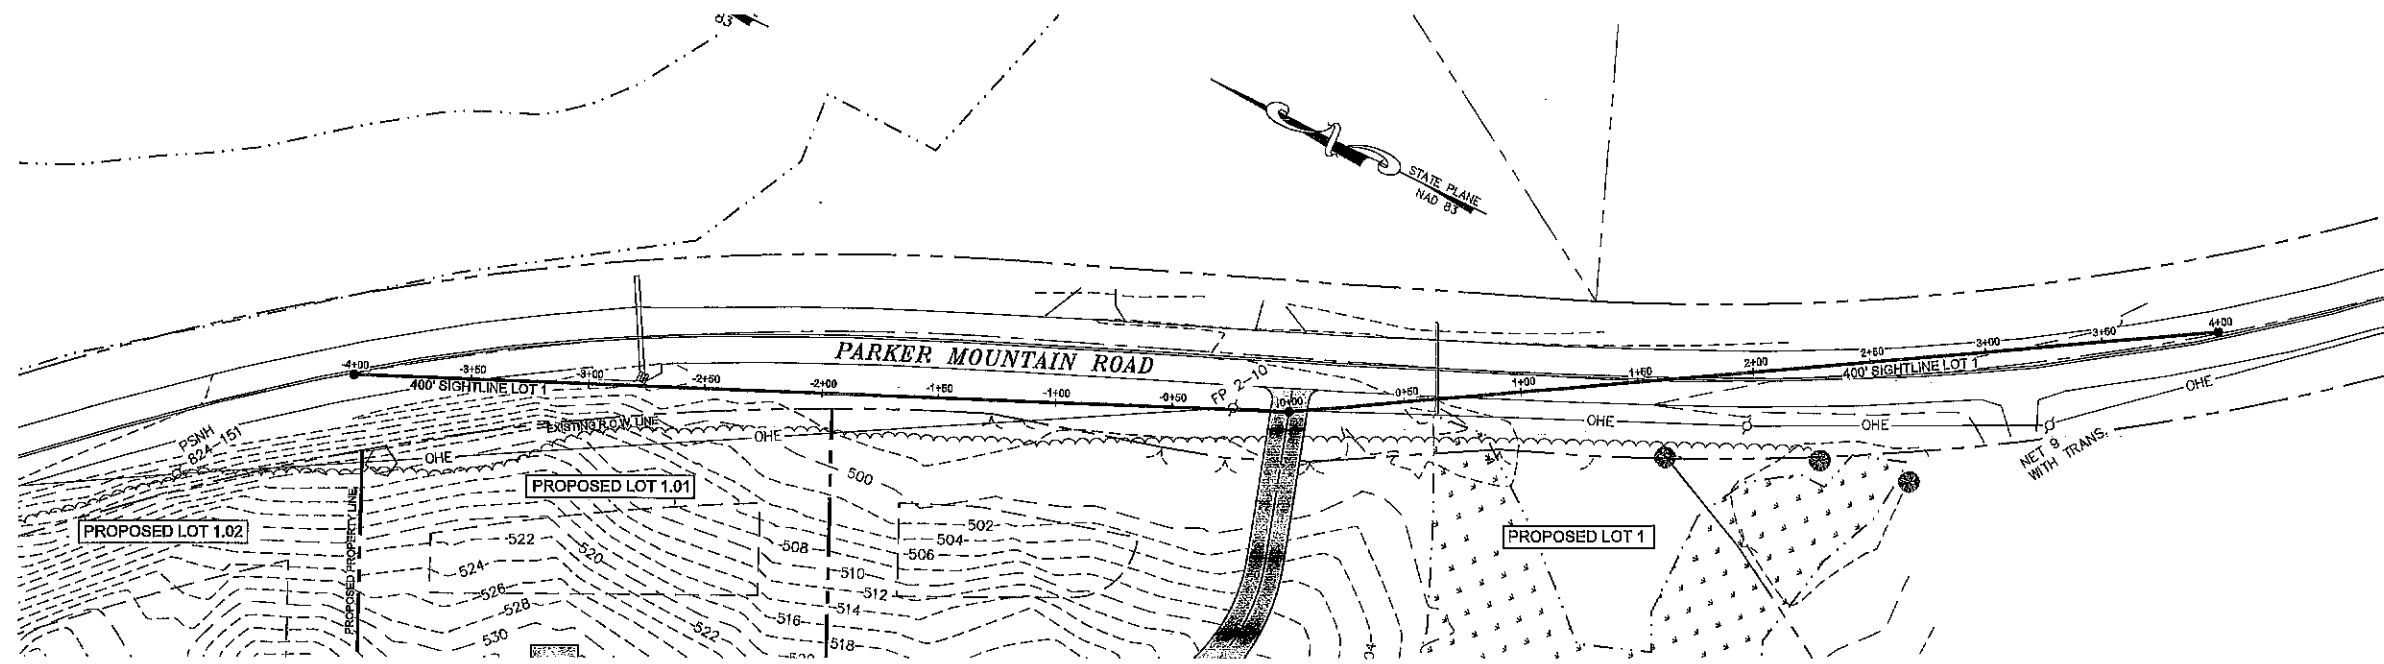 83
STATE PLANE
NAD 83
PARKER MOUNTAIN ROAD
-4+00
-3+50
-3+00
-2+50
-2+00
-1+50
-1+00
-0+50
0+00
0+50
1+00
1+50
2+00
2+50
3+00
3+50
4+00
400' SIGHTLINE LOT 1
400' SIGHTLINE LOT 1
FP 2-10
EXISTING R.O.W. LINE
PSNH
824-151
OHE
OHE
OHE
OHE
OHE
NET 9
WITH TRANS.
PROPOSED LOT 1.02
PROPOSED LOT 1.01
PROPOSED LOT 1
PROPOSED PROPERTY LINE
500
502
504
506
508
510
512
514
516
518
520
522
524
526
528
530
522